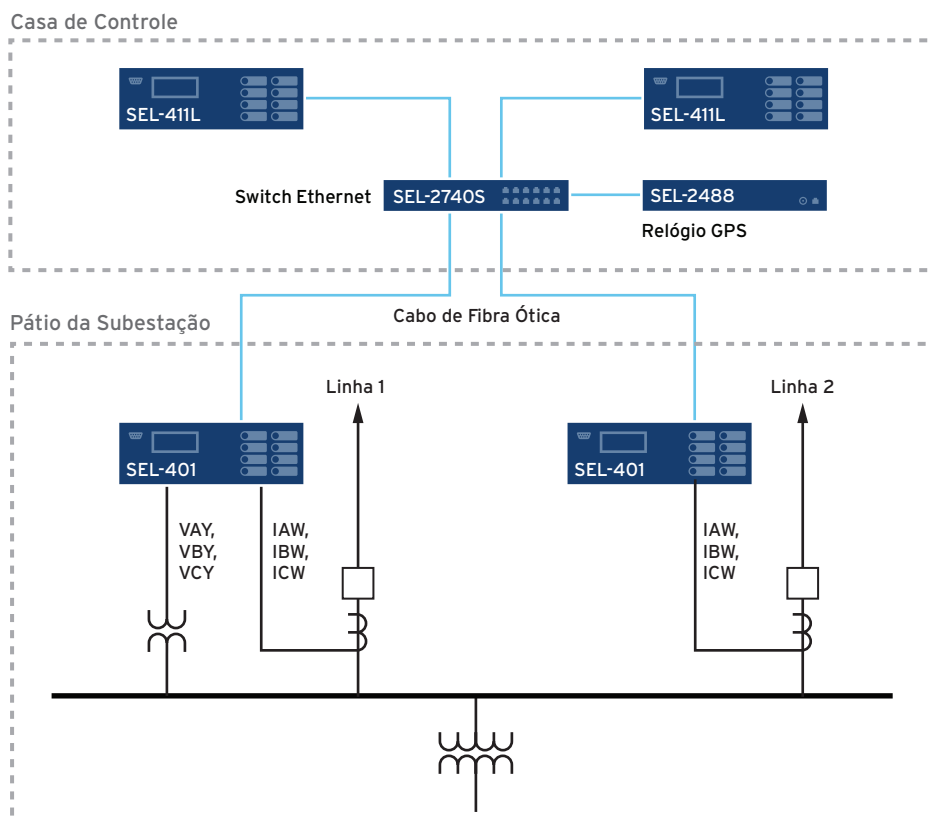 Casa de Controle
SEL-411L
SEL-411L
Switch Ethernet
SEL-2740S
SEL-2488
Relógio GPS
Cabo de Fibra Ótica
Pátio da Subestação
Linha 1
Linha 2
SEL-401
SEL-401
VAY,
VBY,
VCY
IAW,
IBW,
ICW
IAW,
IBW,
ICW